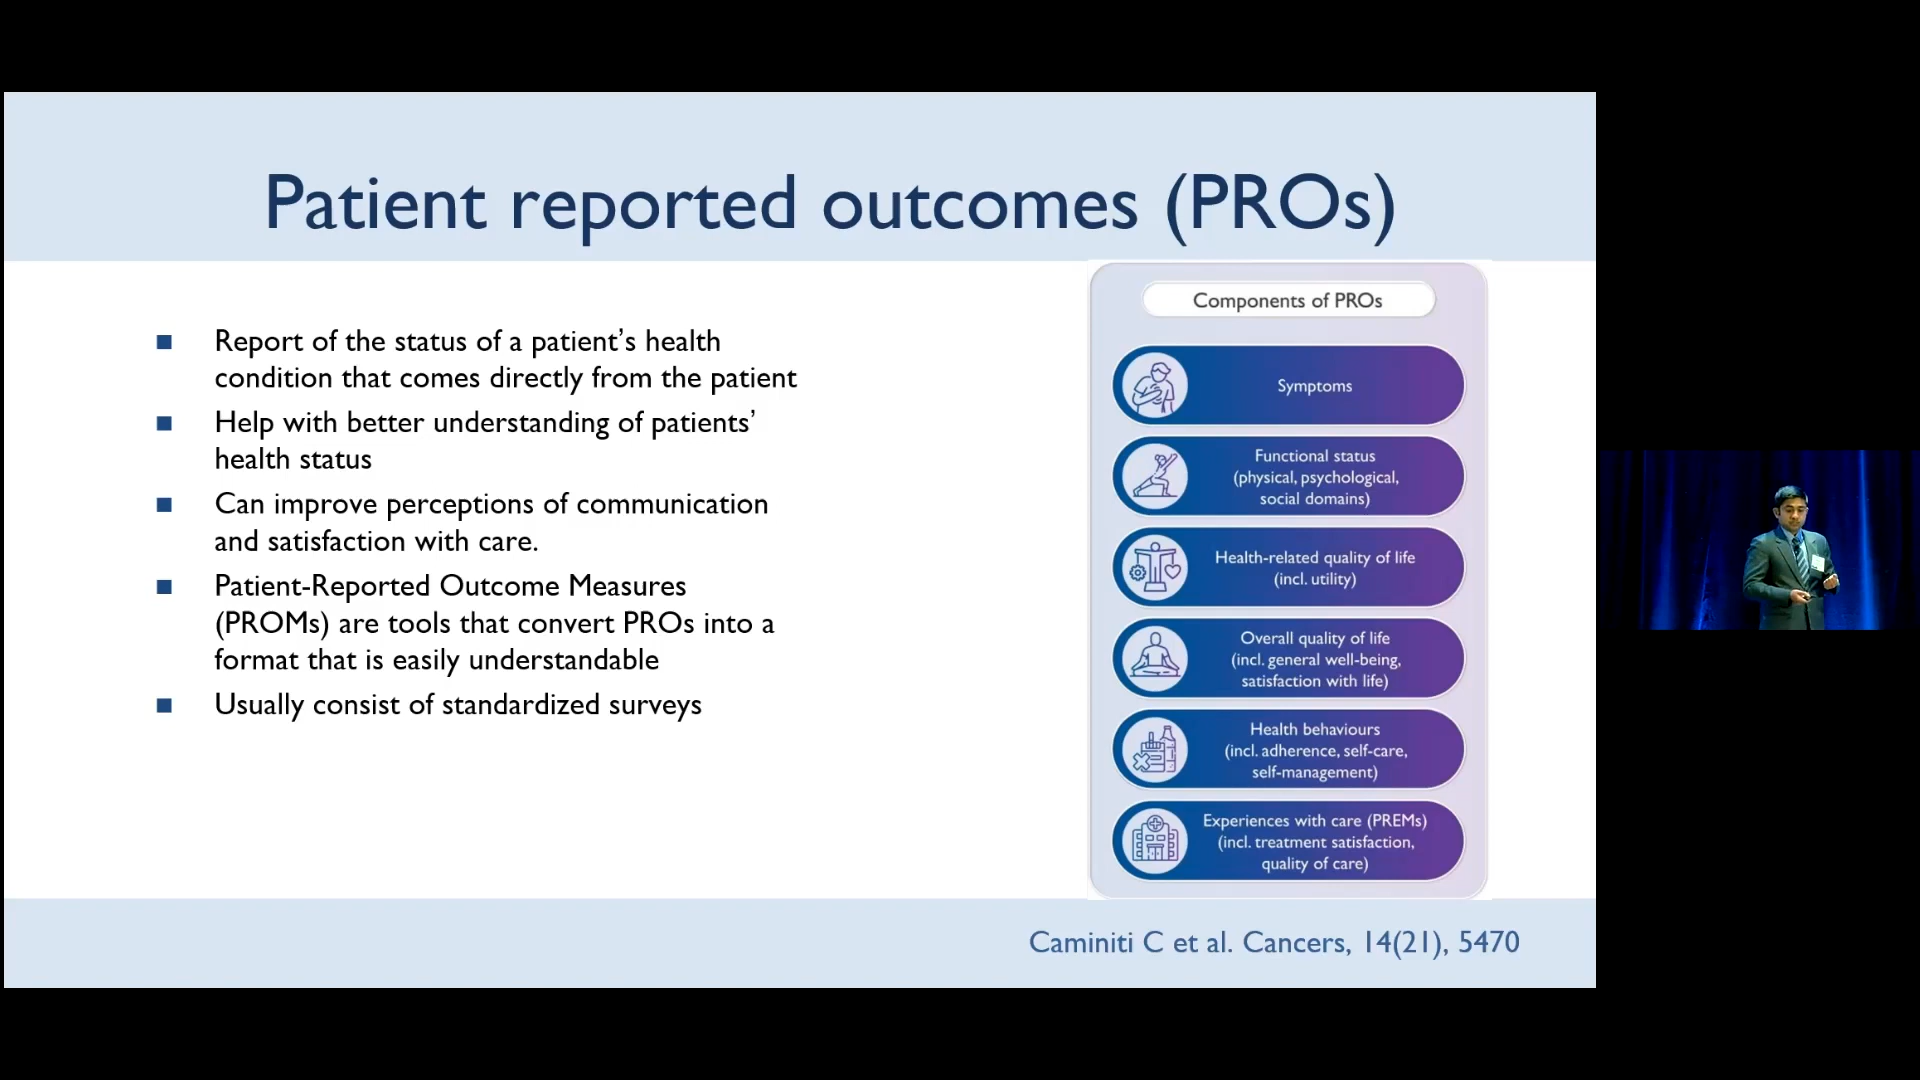 Patient reported outcomes (PROs)
Report of the status of a patient's health
condition that comes directly from the patient
Help with better understanding of patients'
health status
Can improve perceptions of communication
and satisfaction with care.
Patient-Reported Outcome Measures
(PROMs) are tools that convert PROs into a
format that is easily understandable
Usually consist of standardized surveys
Components of PROs
Symptoms
Functional status
(physical, psychological,
social domains)
Health-related quality of life
(incl. utility)
Overall quality of life
(incl. general well-being,
satisfaction with life)
Health behaviours
(incl. adherence, self-care,
self-management)
Experiences with care (PREMs)
(incl. treatment satisfaction,
quality of care)
Caminiti C et al. Cancers, 14(21), 5470